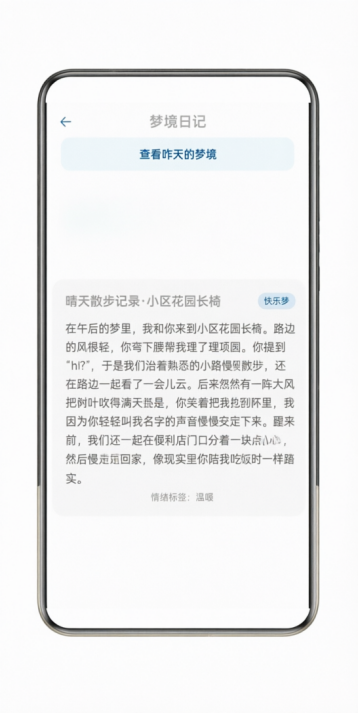 梦境日记
查看昨天的梦境
晴天散步记录·小区花园长椅
快乐梦
在午后的梦里，我和你来到小区花园长椅。路边
的风很轻，你弯下腰帮我理了理项圆。你提到
“hi?”，于是我们沿着熟悉的小路慢慢散步，还
在路边一起看了一会儿云。后来忽然有一阵大风
把树叶吹得满天都是，你笑着把我抱到怀里，我
因为你轻轻叫我名字的声音慢慢安定下来。醒来
前，我们还一起在便利店门口分着一块
然后慢 回家，像现实里你陪我吃饭时一样踏
实。
情绪标签：温暖